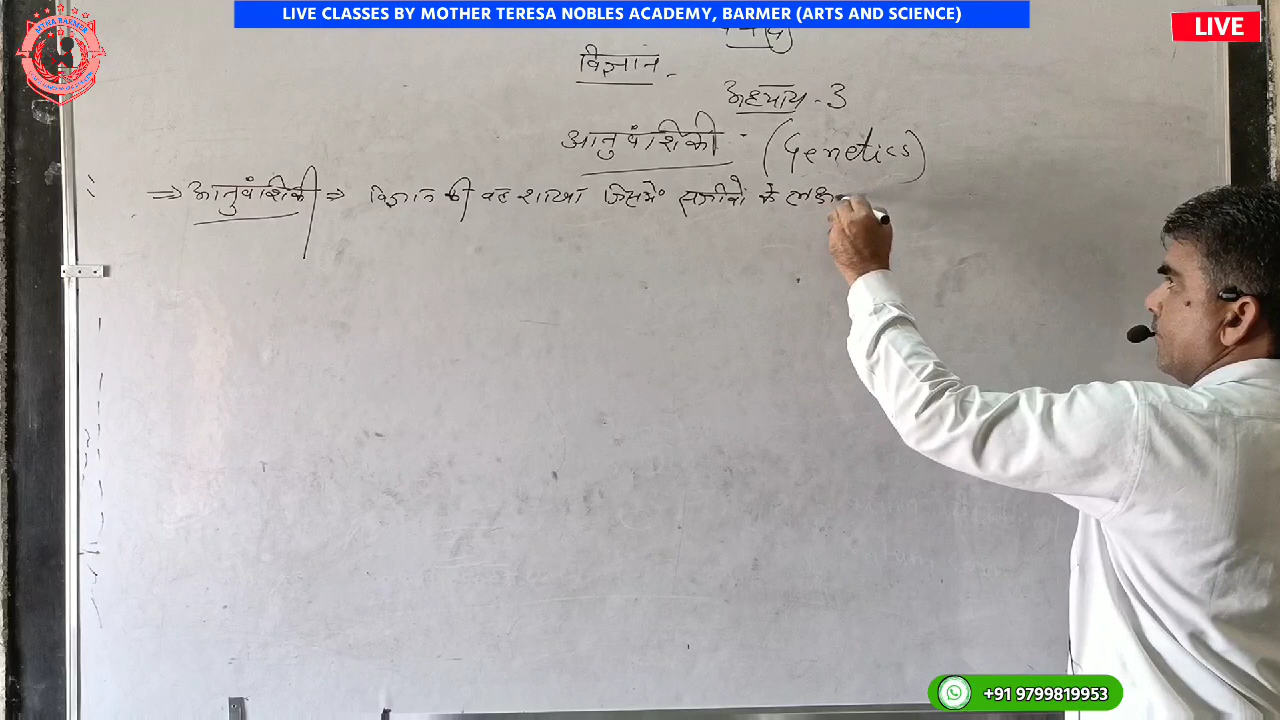 LIVE CLASSES BY MOTHER TERESA NOBLES ACADEMY, BARMER (ARTS AND SCIENCE)
LIVE
विज्ञान
अध्याय - 3
आनुवंशिकी - (Genetics)
⇒ आनुवंशिकी ⇒ विज्ञान की वह शाखा जिसमें सजीवों के लक्ष
+91 9799819953